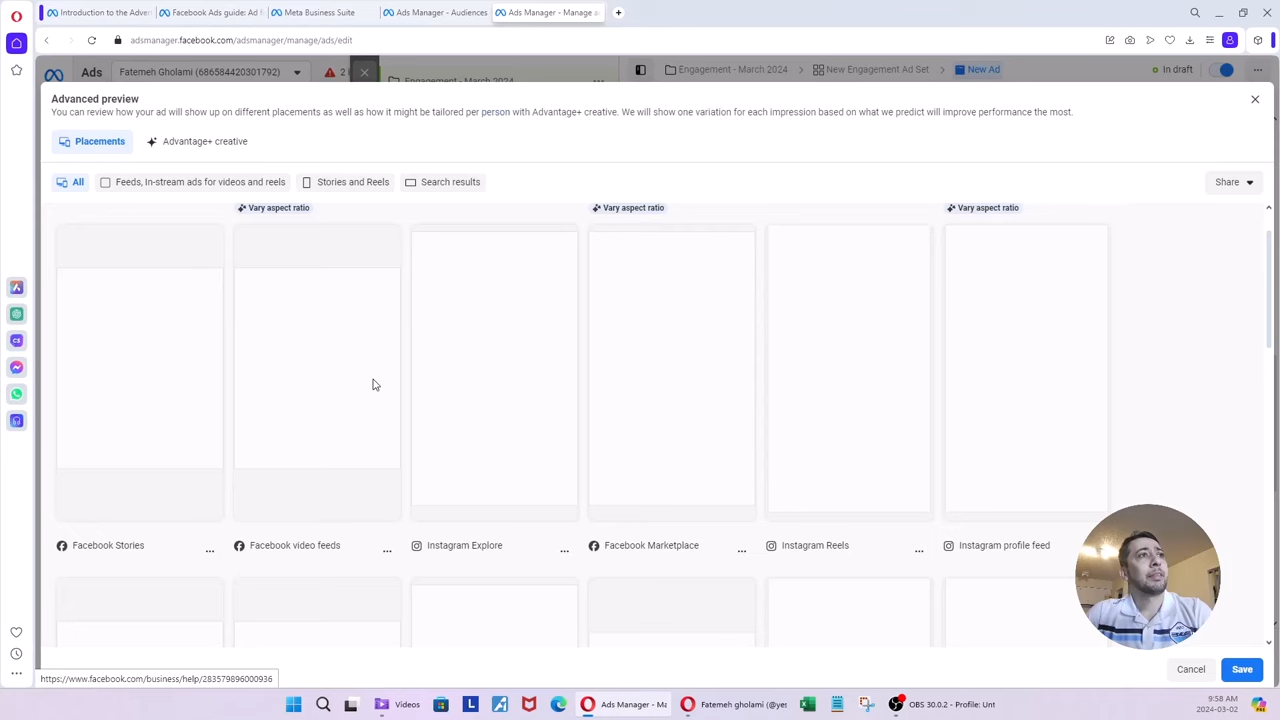 Introduction to the Adver
Facebook Ads guide: Ad F
Meta Business Suite
Ads Manager - Audiences
Ads Manager - Manage a
adsmanager.facebook.com/adsmanager/manage/ads/edit
Ads
Fatemeh Gholami (686584420301792)
Engagement - March 2024
Engagement - March 2024
New Engagement Ad Set
New Ad
In draft
Advanced preview
You can review how your ad will show up on different placements as well as how it might be tailored per person with Advantage+ creative. We will show one variation for each impression based on what we predict will improve performance the most.
Placements
Advantage+ creative
All
Feeds, In-stream ads for videos and reels
Stories and Reels
Search results
Share
Vary aspect ratio
Vary aspect ratio
Vary aspect ratio
Facebook Stories
Facebook video feeds
Instagram Explore
Facebook Marketplace
Instagram Reels
Instagram profile feed
https://www.facebook.com/business/help/283579896000936
Cancel
Save
Videos
Ads Manager - Ma
Fatemeh gholami (@yes
OBS 30.0.2 - Profile: Unt
9:58 AM
2024-03-02